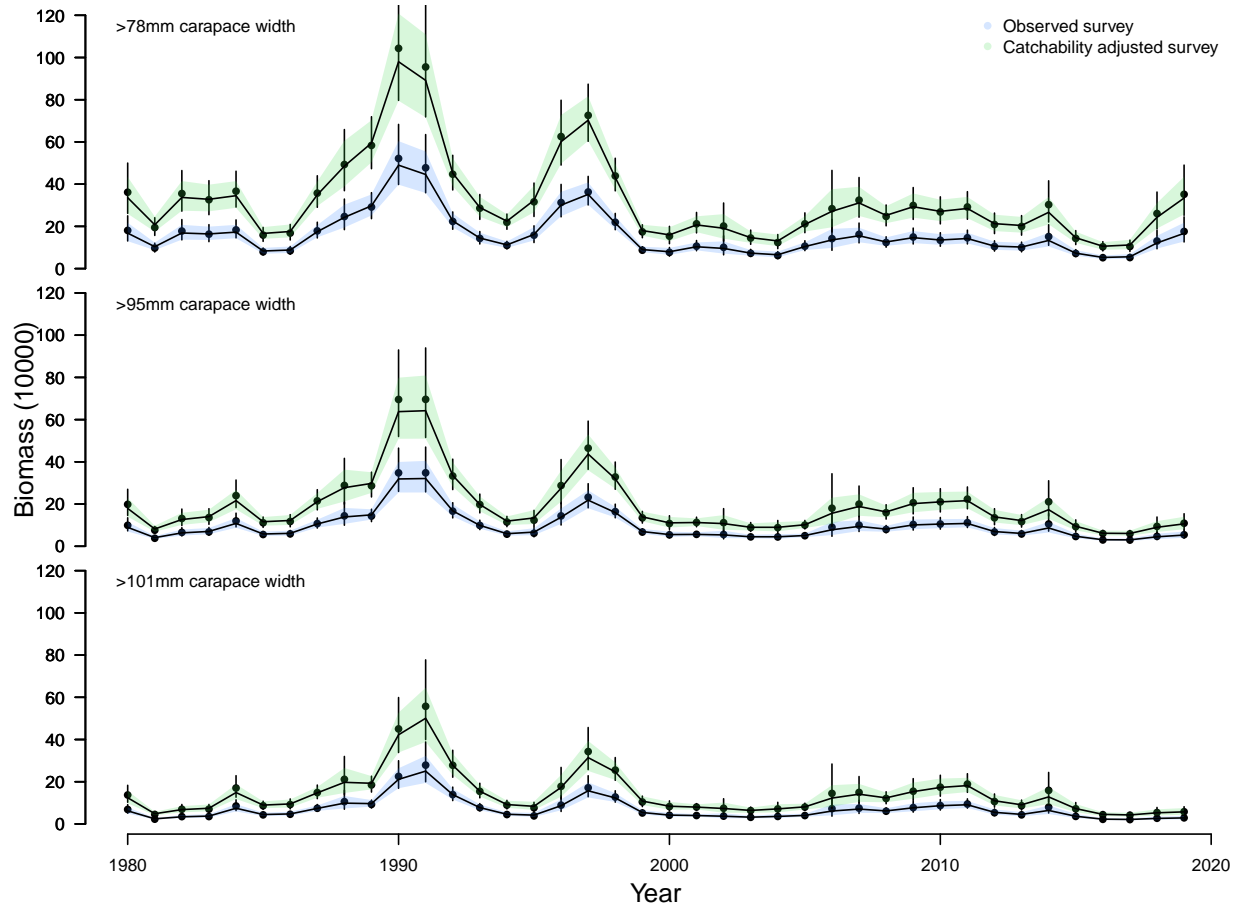 >78mm carapace width
Observed survey
Catchability adjusted survey
120
100
80
60
40
20
0
>95mm carapace width
120
100
80
60
40
20
0
Biomass (10000)
>101mm carapace width
120
100
80
60
40
20
0
1980 1990 2000 2010 2020
Year